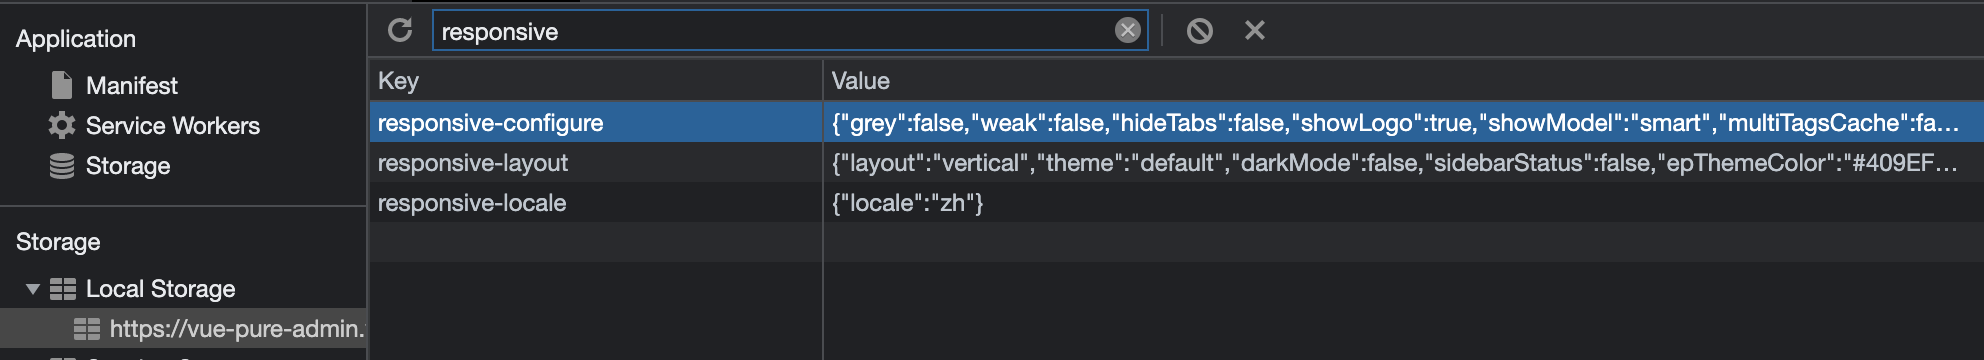 Application
Manifest
Service Workers
Storage
Storage
Local Storage
https://vue-pure-admin.
responsive
Key Value
responsive-configure {"grey":false,"weak":false,"hideTabs":false,"showLogo":true,"showModel":"smart","multiTagsCache":fa…
responsive-layout {"layout":"vertical","theme":"default","darkMode":false,"sidebarStatus":false,"epThemeColor":"#409EF…
responsive-locale {"locale":"zh"}